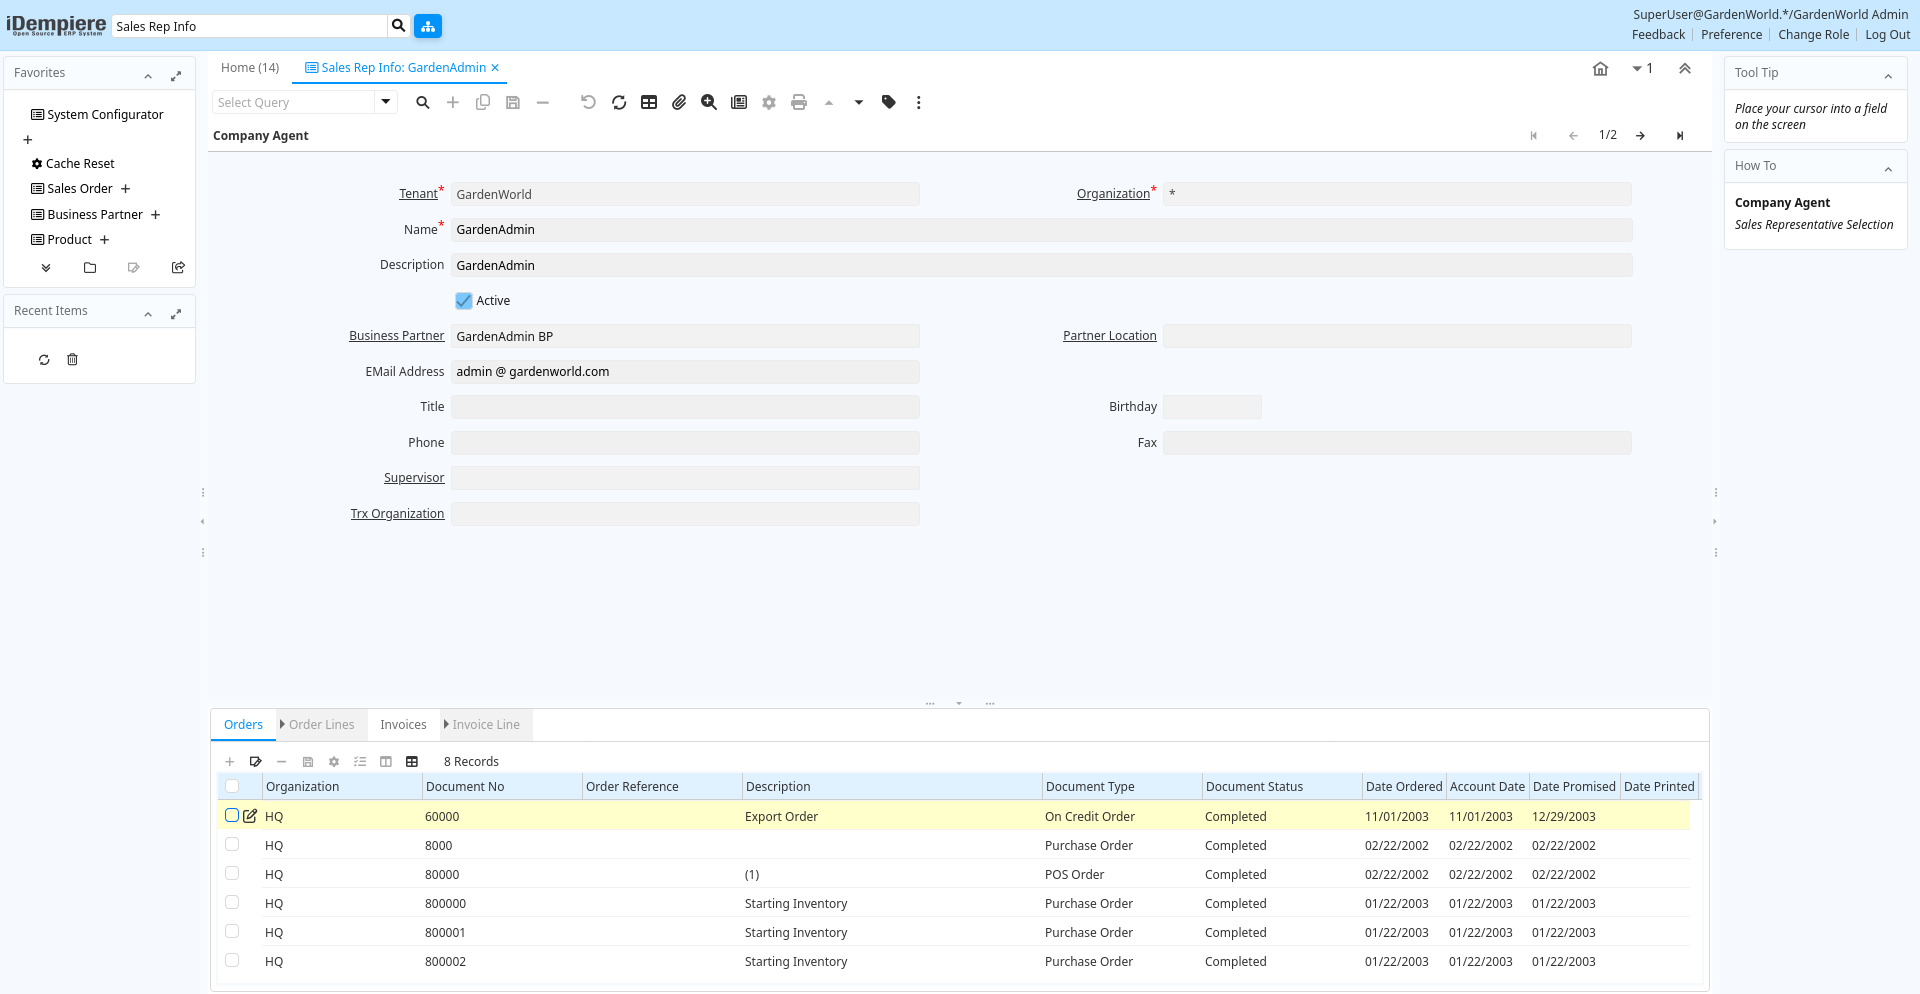 iDempiere
Open Source ERP System
Sales Rep Info
SuperUser@GardenWorld.*/GardenWorld Admin
Feedback Preference Change Role Log Out
Favorites
System Configurator
Cache Reset
Sales Order
Business Partner
Product
Recent Items
Home (14)
Sales Rep Info: GardenAdmin
1
Select Query
Company Agent
1/2
Tenant* GardenWorld
Organization* *
Name* GardenAdmin
Description GardenAdmin
Active
Business Partner GardenAdmin BP
Partner Location
EMail Address admin @ gardenworld.com
Title
Birthday
Phone
Fax
Supervisor
Trx Organization
Orders Order Lines Invoices Invoice Line
8 Records
Organization Document No Order Reference Description Document Type Document Status Date Ordered Account Date Date Promised Date Printed
HQ 60000 Export Order On Credit Order Completed 11/01/2003 11/01/2003 12/29/2003
HQ 8000 Purchase Order Completed 02/22/2002 02/22/2002 02/22/2002
HQ 80000 (1) POS Order Completed 02/22/2002 02/22/2002 02/22/2002
HQ 800000 Starting Inventory Purchase Order Completed 01/22/2003 01/22/2003 01/22/2003
HQ 800001 Starting Inventory Purchase Order Completed 01/22/2003 01/22/2003 01/22/2003
HQ 800002 Starting Inventory Purchase Order Completed 01/22/2003 01/22/2003 01/22/2003
Tool Tip
Place your cursor into a field
on the screen
How To
Company Agent
Sales Representative Selection